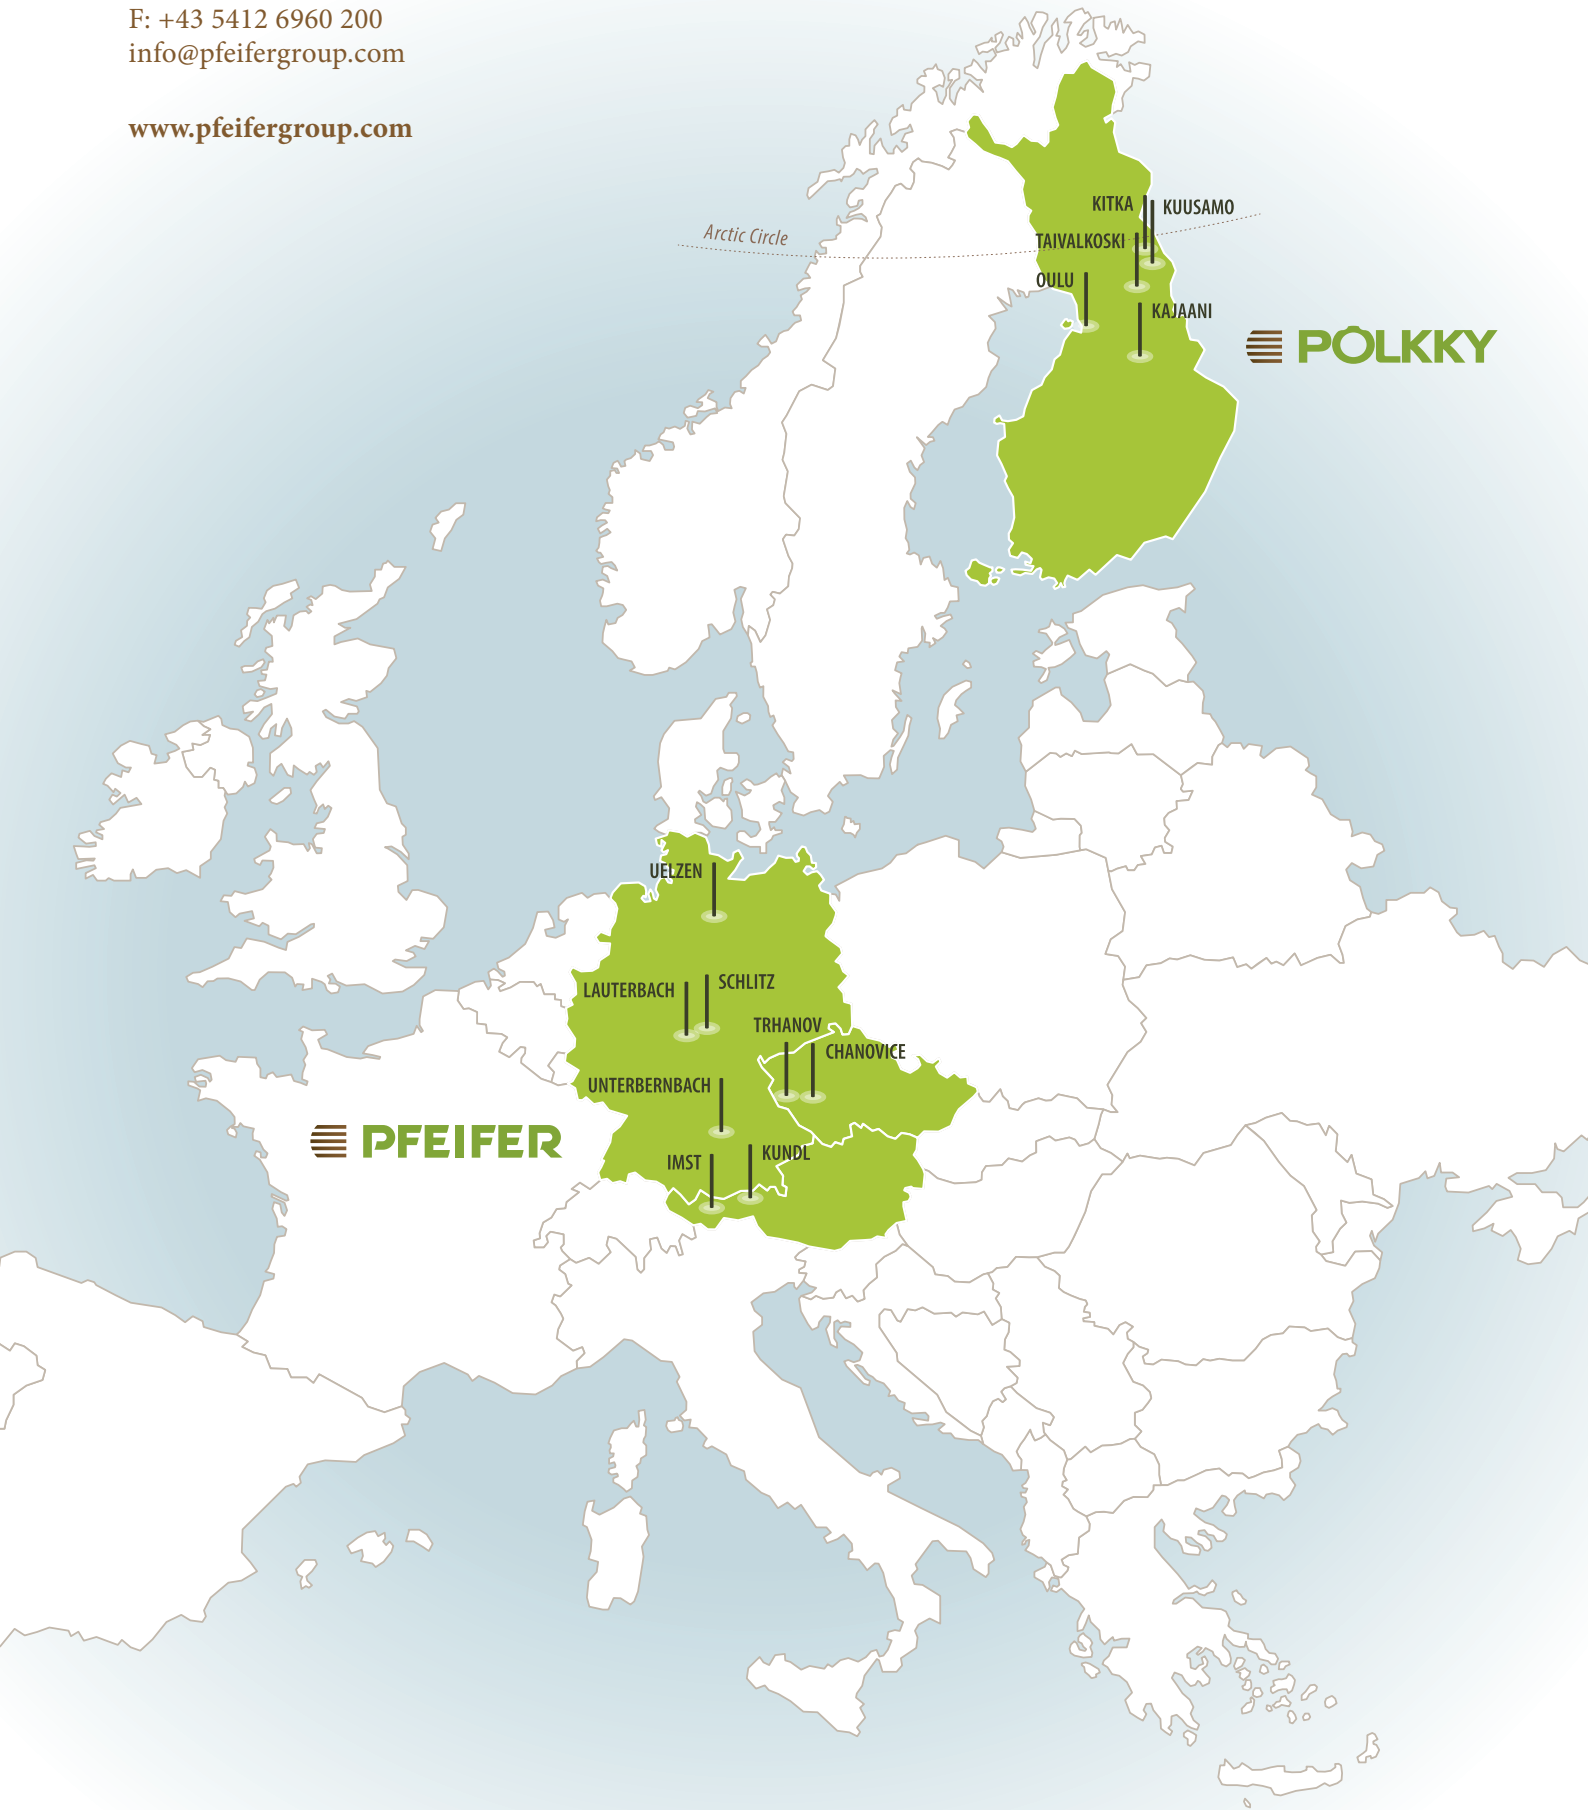 F: +43 5412 6960 200
info@pfeifergroup.com
www.pfeifergroup.com
KITKA
KUUSAMO
Arctic Circle
TAIVALKOSKI
OULU
KAJAANI
PÖLKKY
UELZEN
SCHLITZ
LAUTERBACH
TRHANOV
CHANOVICE
UNTERBERNBACH
PFEIFER
KUNDL
IMST